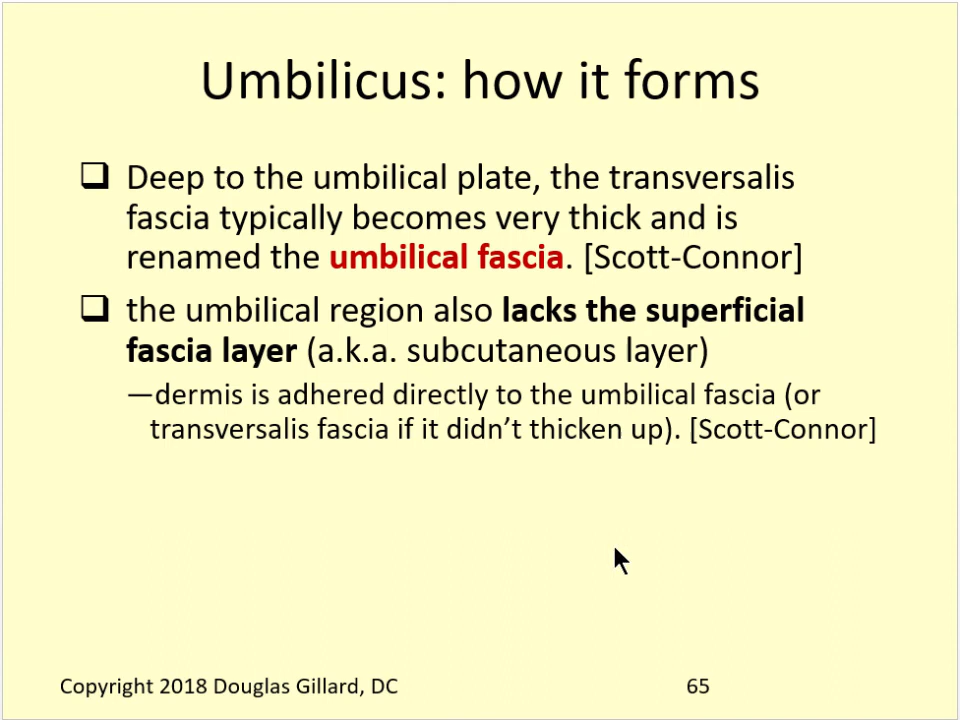 Umbilicus: how it forms
Deep to the umbilical plate, the transversalis
fascia typically becomes very thick and is
renamed the umbilical fascia. [Scott-Connor]
the umbilical region also lacks the superficial
fascia layer (a.k.a. subcutaneous layer)
—dermis is adhered directly to the umbilical fascia (or
transversalis fascia if it didn’t thicken up). [Scott-Connor]
Copyright 2018 Douglas Gillard, DC
65